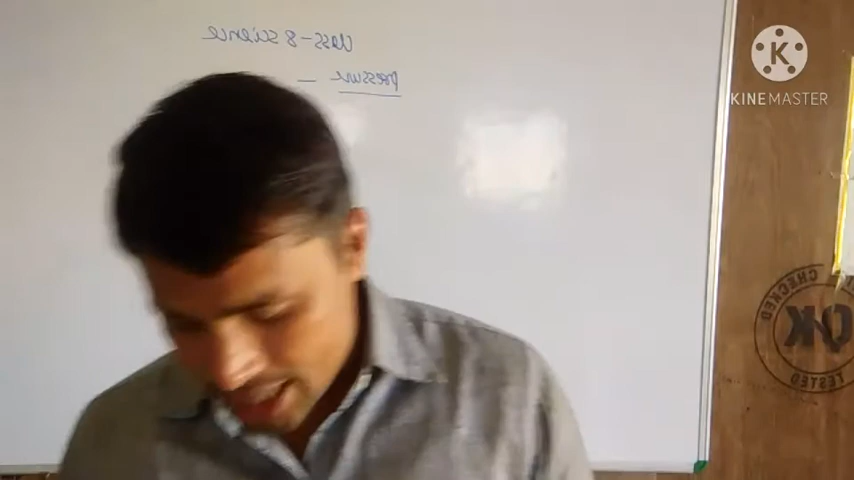 class-8 science
pressure -
KINEMASTER
CHECKED
OK
TESTED